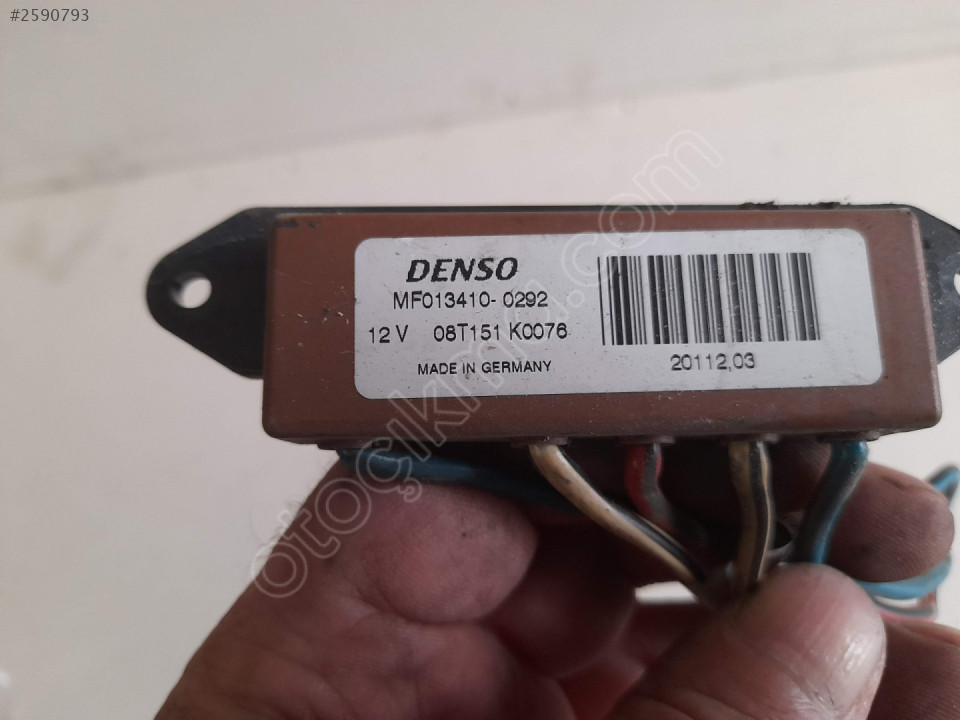 #2590793
DENSO
MF013410-0292
12 V 08T151 K0076
MADE IN GERMANY
20112,03
otoçıkma.com